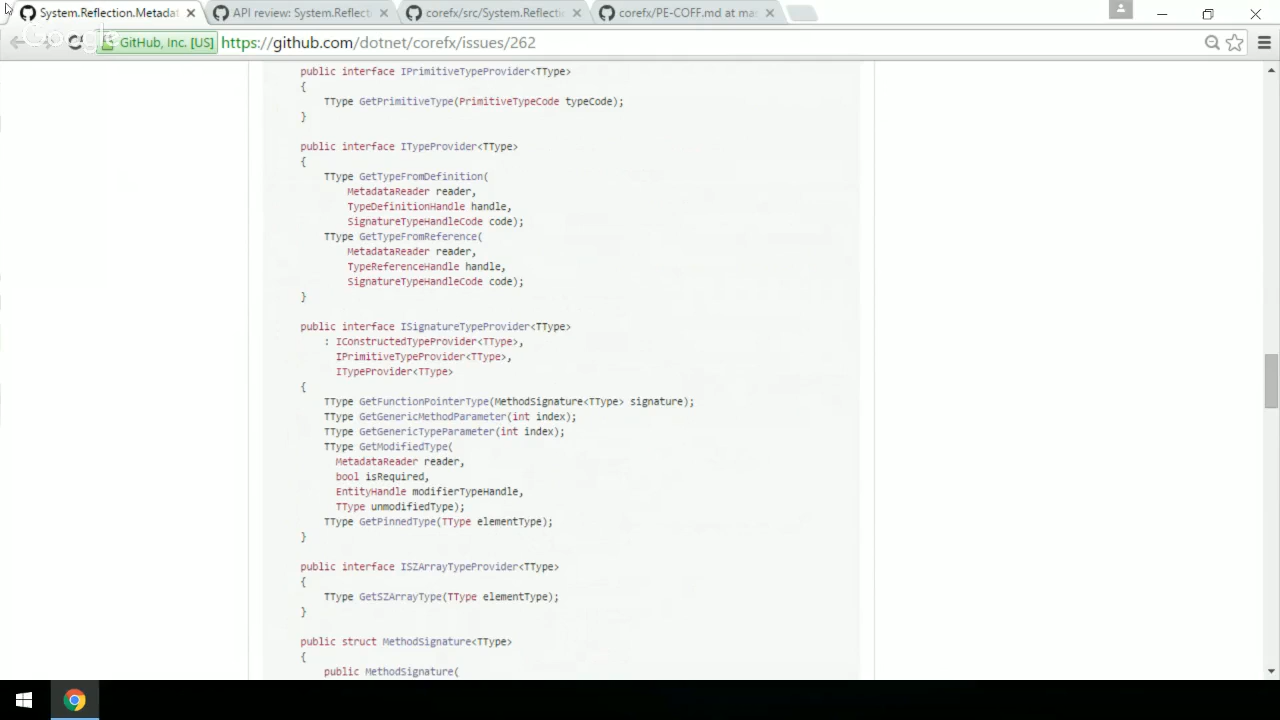 System.Reflection.Metadat
API review: System.Reflect
corefx/src/System.Reflectio
corefx/PE-COFF.md at mas
Google
GitHub, Inc. [US] https://github.com/dotnet/corefx/issues/262
public interface IPrimitiveTypeProvider<TType>
{
TType GetPrimitiveType(PrimitiveTypeCode typeCode);
}
public interface ITypeProvider<TType>
{
TType GetTypeFromDefinition(
MetadataReader reader,
TypeDefinitionHandle handle,
SignatureTypeHandleCode code);
TType GetTypeFromReference(
MetadataReader reader,
TypeReferenceHandle handle,
SignatureTypeHandleCode code);
}
public interface ISignatureTypeProvider<TType>
: IConstructedTypeProvider<TType>,
IPrimitiveTypeProvider<TType>,
ITypeProvider<TType>
{
TType GetFunctionPointerType(MethodSignature<TType> signature);
TType GetGenericMethodParameter(int index);
TType GetGenericTypeParameter(int index);
TType GetModifiedType(
MetadataReader reader,
bool isRequired,
EntityHandle modifierTypeHandle,
TType unmodifiedType);
TType GetPinnedType(TType elementType);
}
public interface ISZArrayTypeProvider<TType>
{
TType GetSZArrayType(TType elementType);
}
public struct MethodSignature<TType>
{
public MethodSignature(